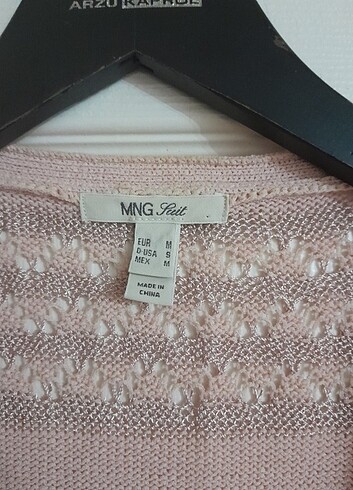 ARZU KAPROL
MNG Suit
EUR M
D-USA S
MEX M
MADE IN
CHINA